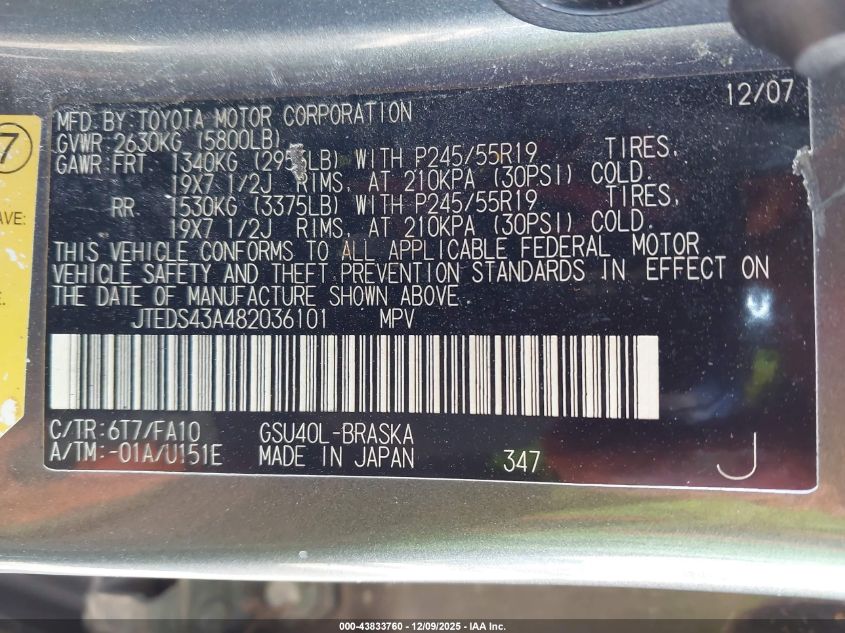 12/07
MFD.BY:TOYOTA MOTOR CORPORATION
GVWR 2630KG (5800LB)
GAWR FRT 1340KG WITH P245/55R19 TIRES,
19X7 1/2J RIMS, AT 210KPA (30PSI) COLD.
RR. 1530KG (3375LB) WITH P245/55R19 TIRES,
19X7 1/2J RIMS, AT 210KPA (30PSI) COLD.
THIS VEHICLE CONFORMS TO ALL APPLICABLE FEDERAL MOTOR
VEHICLE SAFETY AND THEFT PREVENTION STANDARDS IN EFFECT ON
THE DATE OF MANUFACTURE SHOWN ABOVE.
JTEDS43A482036101 MPV
C/TR:6T7/FA10 GSU40L-BRASKA
A/TM:-01A/U151E MADE IN JAPAN 347 J
7
AVE:
000-43833760 - 12/09/2025 - IAA Inc.